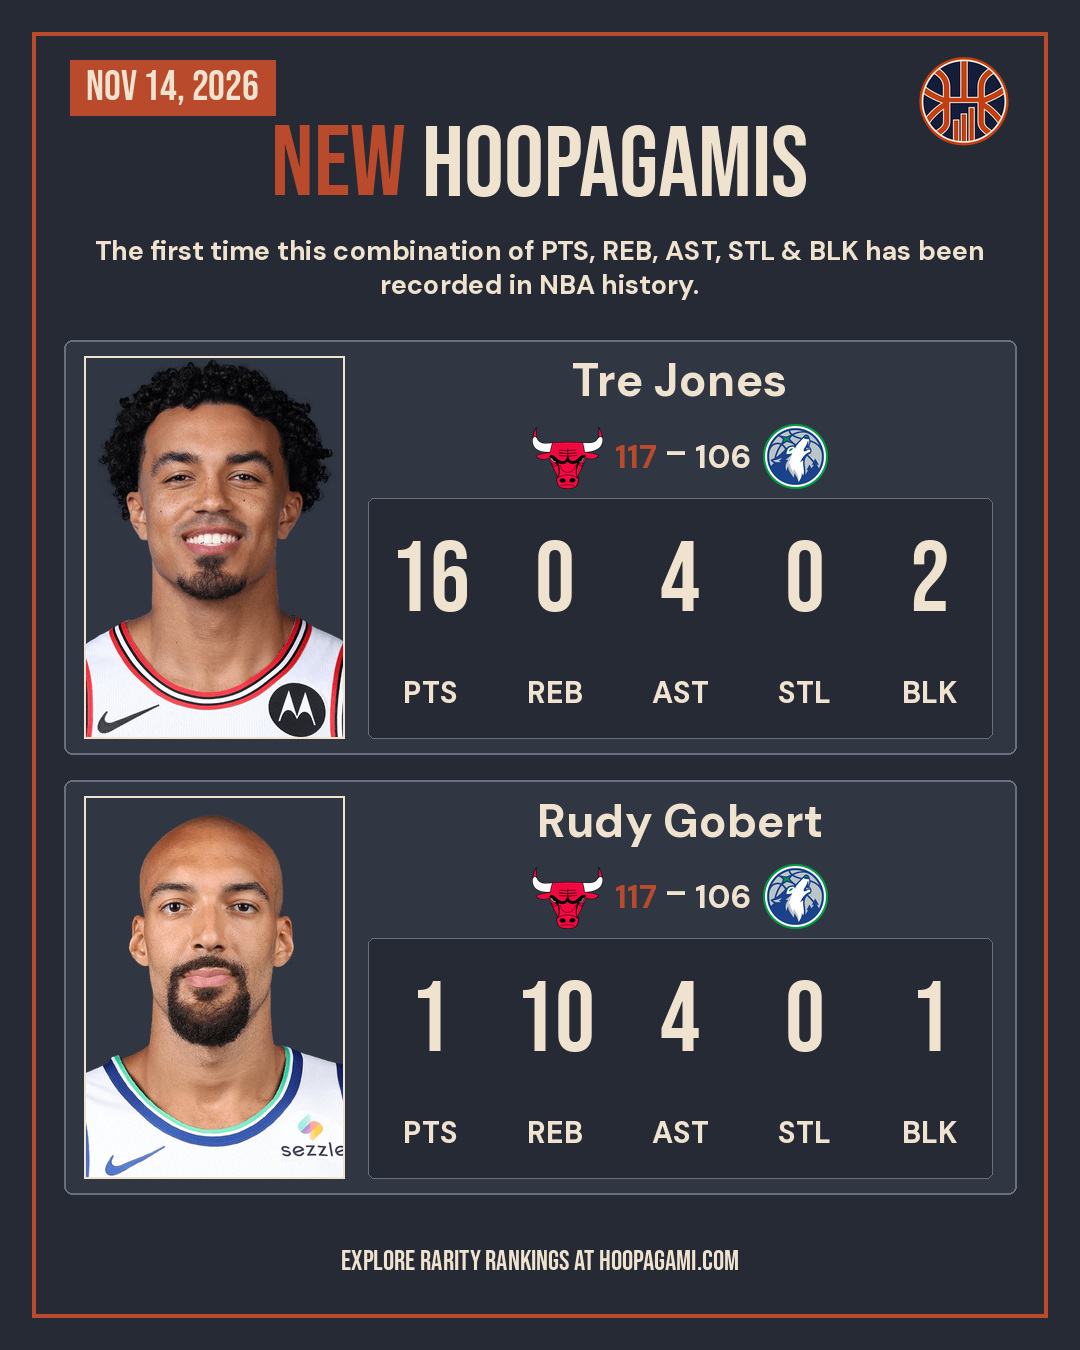 NOV 14, 2026
NEW HOOPAGAMIS
The first time this combination of PTS, REB, AST, STL & BLK has been
recorded in NBA history.
Tre Jones
117 – 106
16 0 4 0 2
PTS REB AST STL BLK
Rudy Gobert
117 – 106
1 10 4 0 1
PTS REB AST STL BLK
sezzle
EXPLORE RARITY RANKINGS AT HOOPAGAMI.COM